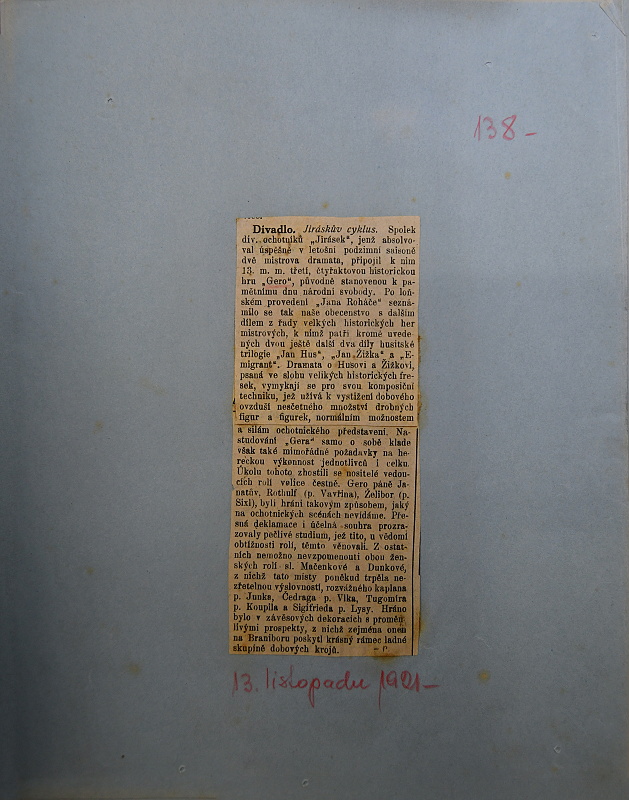 138-
Divadlo. Jiráskův cyklus. Spolek
div. ochotníků „Jirásek“, jenž absolvo-
val úspěšně v letošní podzimní saisoně
dvě mistrova dramata, připojil k nim
13. m. m. třetí, čtyřaktovou historickou
hru „Gero“, původně stanovenou k pa-
mětnímu dnu národní svobody. Po loň-
ském provedení „Jana Roháče“ sezná-
milo se tak naše obecenstvo s dalším
dílem z řady velkých historických her
mistrových, k nimž patří kromě uvede-
ných dvou ještě další dva díly husitské
trilogie „Jan Hus“, „Jan Žižka“ a „E-
migrant“. Dramata o Husovi a Žižkovi,
psaná ve slohu velikých historických fre-
sek, vymykají se pro svou komposiční
techniku, jež užívá k vystižení dobového
ovzduší nesčetného množství drobných
figur a figurek, normálním možnostem
a silám ochotnického představení. Na-
studování „Gera“ samo o sobě klade
však také mimořádné požadavky na he-
reckou výkonnost jednotlivců i celku.
Úkolu tohoto zhostili se nositelé vedou-
cích rolí velice čestně. Gero páně Ja-
natův, Rothulf (p. Vavřina), Želibor (p.
Sixl), byli hráni takovým způsobem, jaký
na ochotnických scénách nevídáme. Pře-
sná deklamace i účelná souhra prozra-
zovaly pečlivé studium, jež tito, u vědomí
obtížnosti rolí, těmto věnovali. Z ostat-
ních nemožno nevzpomenouti obou žen-
ských rolí sl. Mačenkové a Dunkové,
z nichž tato místy poněkud trpěla ne-
zřetelnou výslovností, rozvážného kaplana
p. Junka, Čedraga p. Vlka, Tugomíra
p. Koupila a Sigifrieda p. Lysy. Hráno
bylo v závěsových dekoracích s proměn
livými prospekty, z nichž zejména onen
na Branibořu poskytl krásný rámec ladné
skupině dobových krojů.
13. listopadu 1921-